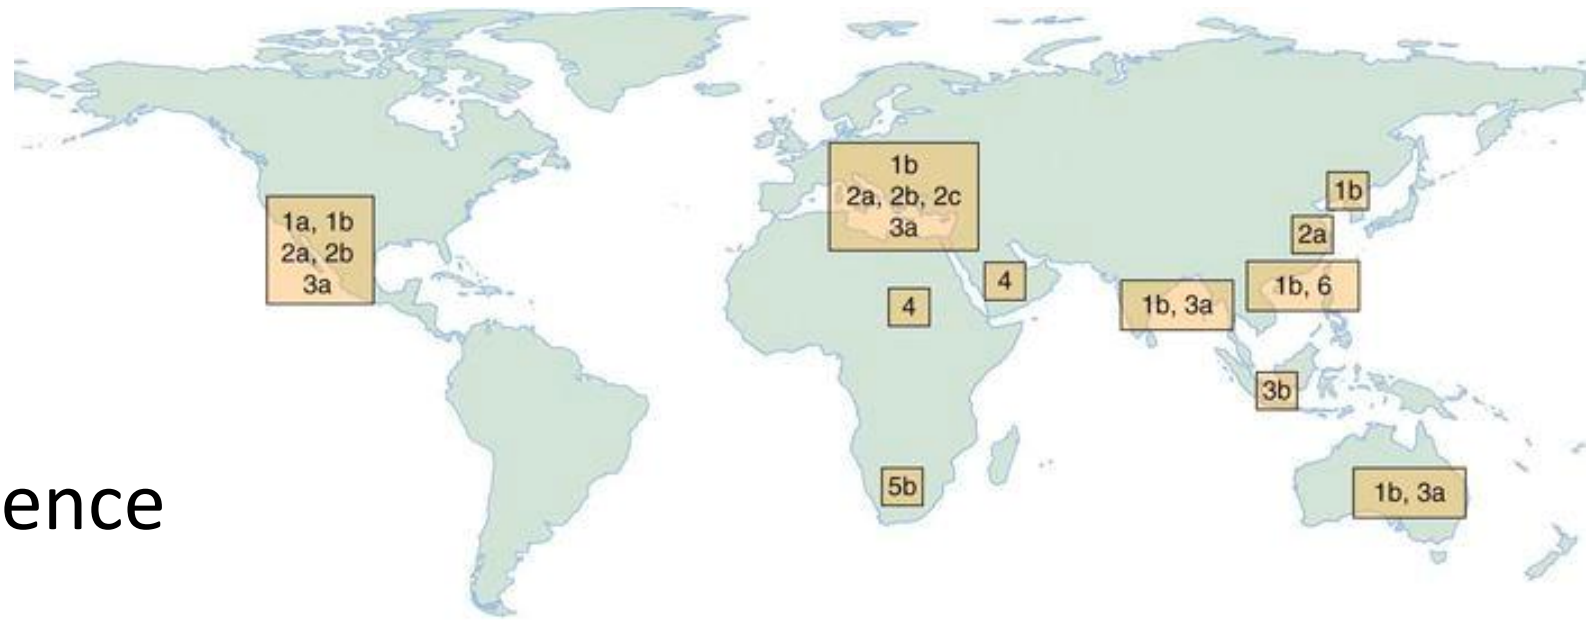 1a, 1b
2a, 2b
3a
1b
2a, 2b, 2c
3a
4
4
5b
1b
2a
1b, 6
1b, 3a
3b
1b, 3a
ence